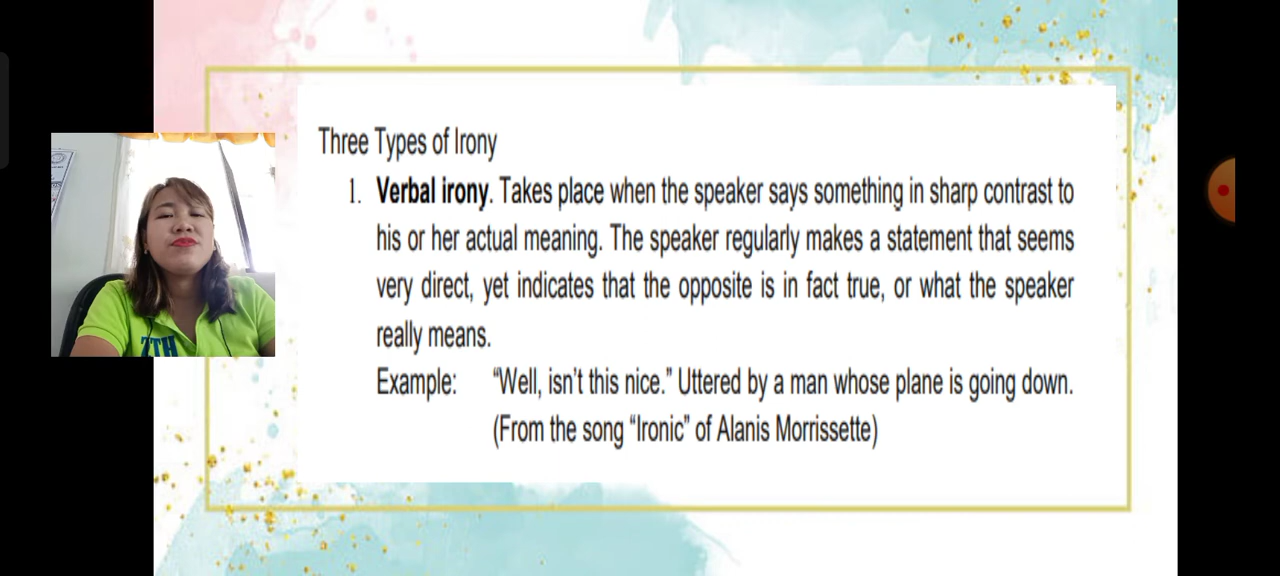 Three Types of Irony
1. Verbal irony. Takes place when the speaker says something in sharp contrast to
his or her actual meaning. The speaker regularly makes a statement that seems
very direct, yet indicates that the opposite is in fact true, or what the speaker
really means.
Example: “Well, isn’t this nice.” Uttered by a man whose plane is going down.
(From the song “Ironic” of Alanis Morrissette)
ZTH